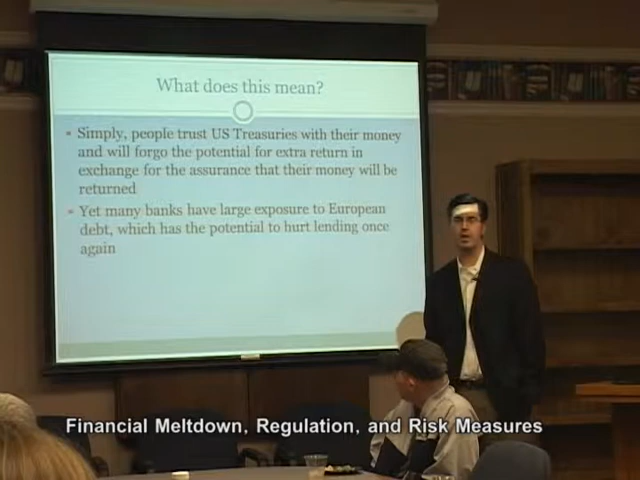 What does this mean?
Simply, people trust US Treasuries with their money
and will forgo the potential for extra return in
exchange for the assurance that their money will be
returned
Yet many banks have large exposure to European
debt, which has the potential to hurt lending once
again
Financial Meltdown, Regulation, and Risk Measures